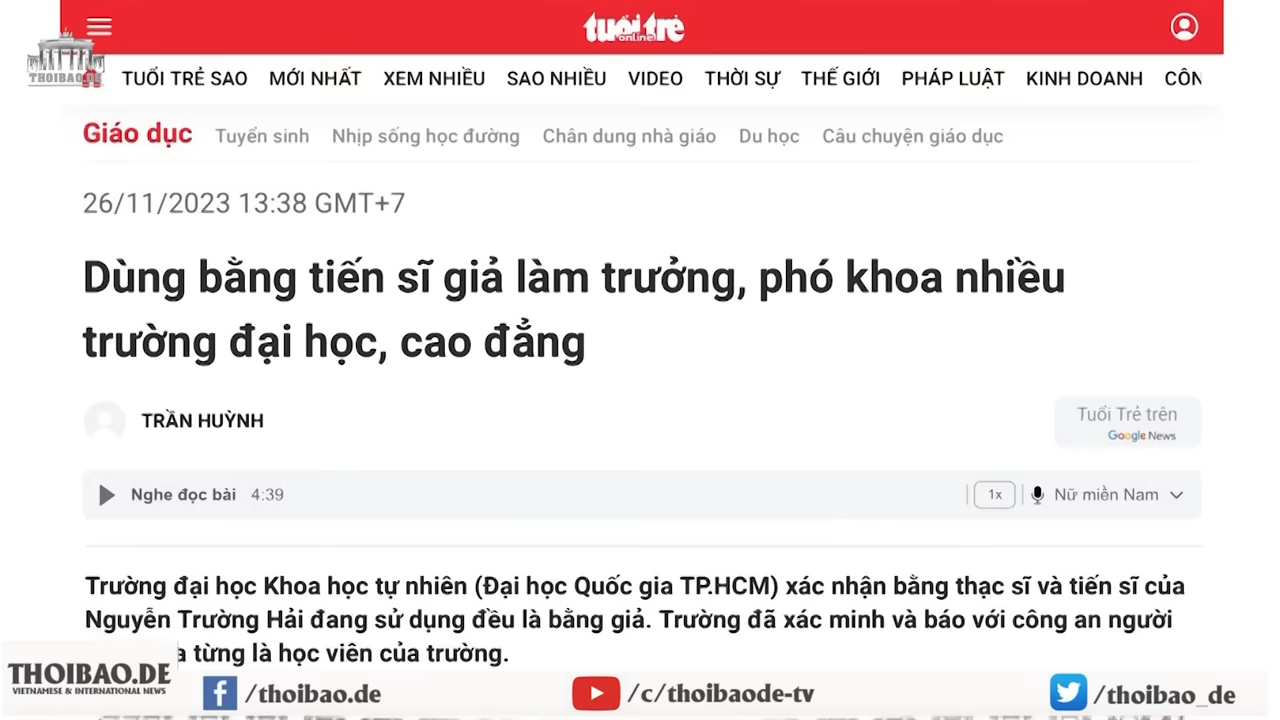 tuổi trẻ
online
THOIBAO.DE
TUỔI TRẺ SAO MỚI NHẤT XEM NHIỀU SAO NHIỀU VIDEO THỜI SỰ THẾ GIỚI PHÁP LUẬT KINH DOANH CÔN
Giáo dục Tuyển sinh Nhịp sống học đường Chân dung nhà giáo Du học Câu chuyện giáo dục
26/11/2023 13:38 GMT+7
Dùng bằng tiến sĩ giả làm trưởng, phó khoa nhiều
trường đại học, cao đẳng
TRẦN HUỲNH
Tuổi Trẻ trên
Google News
Nghe đọc bài 4:39
1x Nữ miền Nam
Trường đại học Khoa học tự nhiên (Đại học Quốc gia TP.HCM) xác nhận bằng thạc sĩ và tiến sĩ của
Nguyễn Trường Hải đang sử dụng đều là bằng giả. Trường đã xác minh và báo với công an người
từng là học viên của trường.
THOIBAO.DE
VIETNAMESE & INTERNATIONAL NEWS
/thoibao.de
/c/thoibaode-tv
/thoibao_de